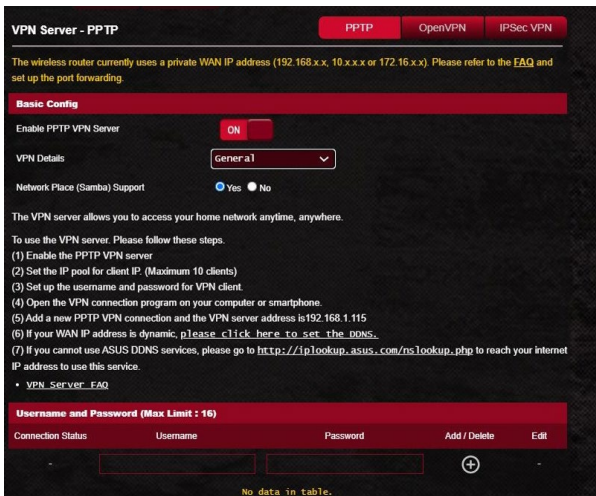 VPN Server - PPTP PPTP OpenVPN IPSec VPN
The wireless router currently uses a private WAN IP address (192.168.x.x, 10.x.x.x or 172.16.x.x). Please refer to the FAQ and
set up the port forwarding.
Basic Config
Enable PPTP VPN Server ON
VPN Details General
Network Place (Samba) Support Yes No
The VPN server allows you to access your home network anytime, anywhere.
To use the VPN server. Please follow these steps.
(1) Enable the PPTP VPN server
(2) Set the IP pool for client IP. (Maximum 10 clients)
(3) Set up the username and password for VPN client.
(4) Open the VPN connection program on your computer or smartphone.
(5) Add a new PPTP VPN connection and the VPN server address is192.168.1.115
(6) If your WAN IP address is dynamic, please click here to set the DDNS.
(7) If you cannot use ASUS DDNS services, please go to http://iplookup.asus.com/nslookup.php to reach your internet
IP address to use this service.
• VPN Server FAQ
Username and Password (Max Limit : 16)
Connection Status Username Password Add / Delete Edit
- -
No data in table.